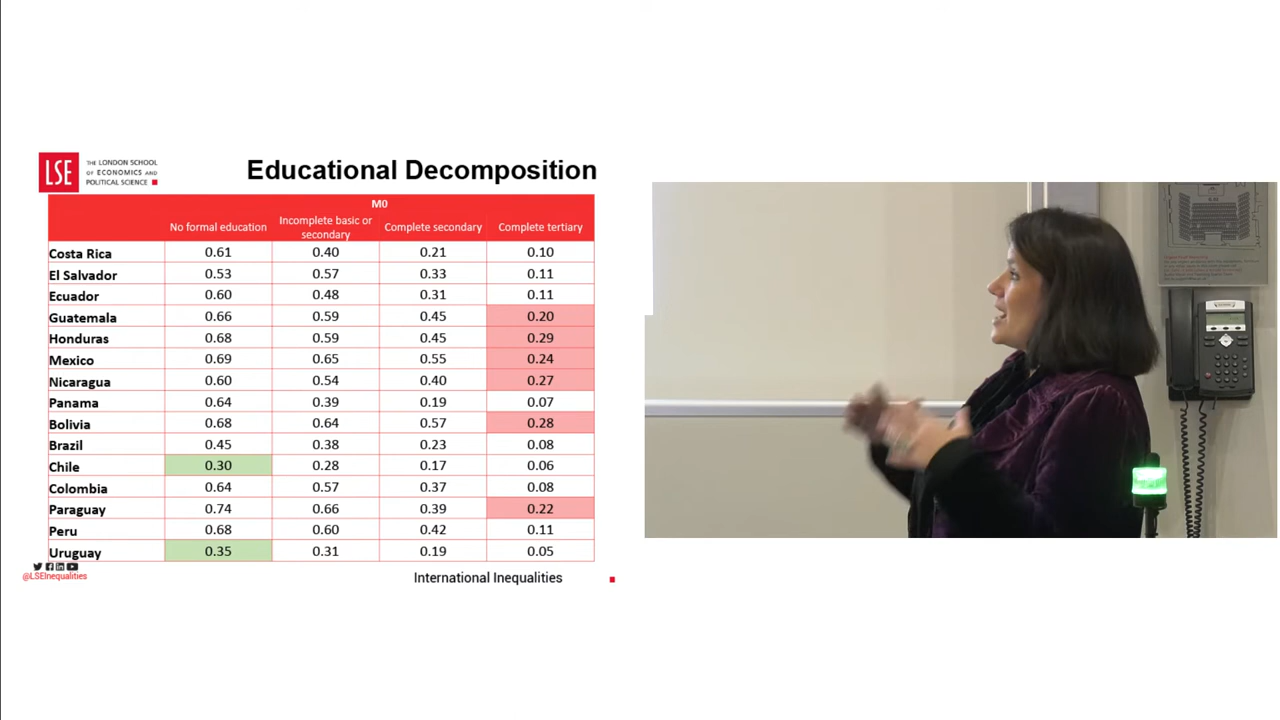 LSE THE LONDON SCHOOL
OF ECONOMICS AND
POLITICAL SCIENCE
Educational Decomposition
M0
No formal education Incomplete basic or secondary Complete secondary Complete tertiary
Costa Rica 0.61 0.40 0.21 0.10
El Salvador 0.53 0.57 0.33 0.11
Ecuador 0.60 0.48 0.31 0.11
Guatemala 0.66 0.59 0.45 0.20
Honduras 0.68 0.59 0.45 0.29
Mexico 0.69 0.65 0.55 0.24
Nicaragua 0.60 0.54 0.40 0.27
Panama 0.64 0.39 0.19 0.07
Bolivia 0.68 0.64 0.57 0.28
Brazil 0.45 0.38 0.23 0.08
Chile 0.30 0.28 0.17 0.06
Colombia 0.64 0.57 0.37 0.08
Paraguay 0.74 0.66 0.39 0.22
Peru 0.68 0.60 0.42 0.11
Uruguay 0.35 0.31 0.19 0.05
@LSEInequalities
International Inequalities